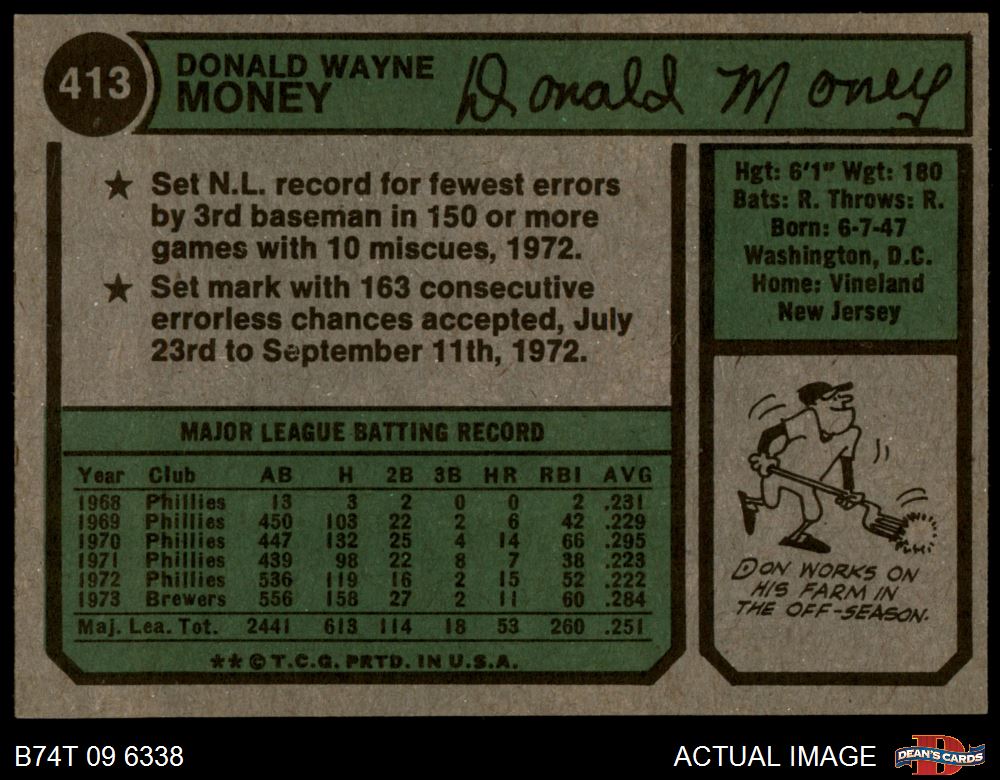 413
DONALD WAYNE
MONEY
Donald Money
★ Set N.L. record for fewest errors
by 3rd baseman in 150 or more
games with 10 miscues, 1972.
★ Set mark with 163 consecutive
errorless chances accepted, July
23rd to September 11th, 1972.
Hgt: 6'1" Wgt: 180
Bats: R. Throws: R.
Born: 6-7-47
Washington, D.C.
Home: Vineland
New Jersey
MAJOR LEAGUE BATTING RECORD
Year Club AB H 2B 3B HR RBI AVG
1968 Phillies 13 3 2 0 0 2 .231
1969 Phillies 450 103 22 2 6 42 .229
1970 Phillies 447 132 25 4 14 66 .295
1971 Phillies 439 98 22 8 7 38 .223
1972 Phillies 536 119 16 2 15 52 .222
1973 Brewers 556 158 27 2 11 60 .284
Maj. Lea. Tot. 2441 613 114 18 53 260 .251
**© T.C.G. PRTD. IN U.S.A.
DON WORKS ON
HIS FARM IN
THE OFF-SEASON.
B74T 09 6338
ACTUAL IMAGE
DEAN'S CARDS